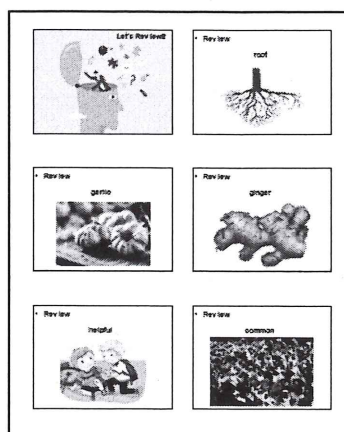 Let's Review!!
• Review
root
• Review
garlic
• Review
ginger
• Review
helpful
• Review
common